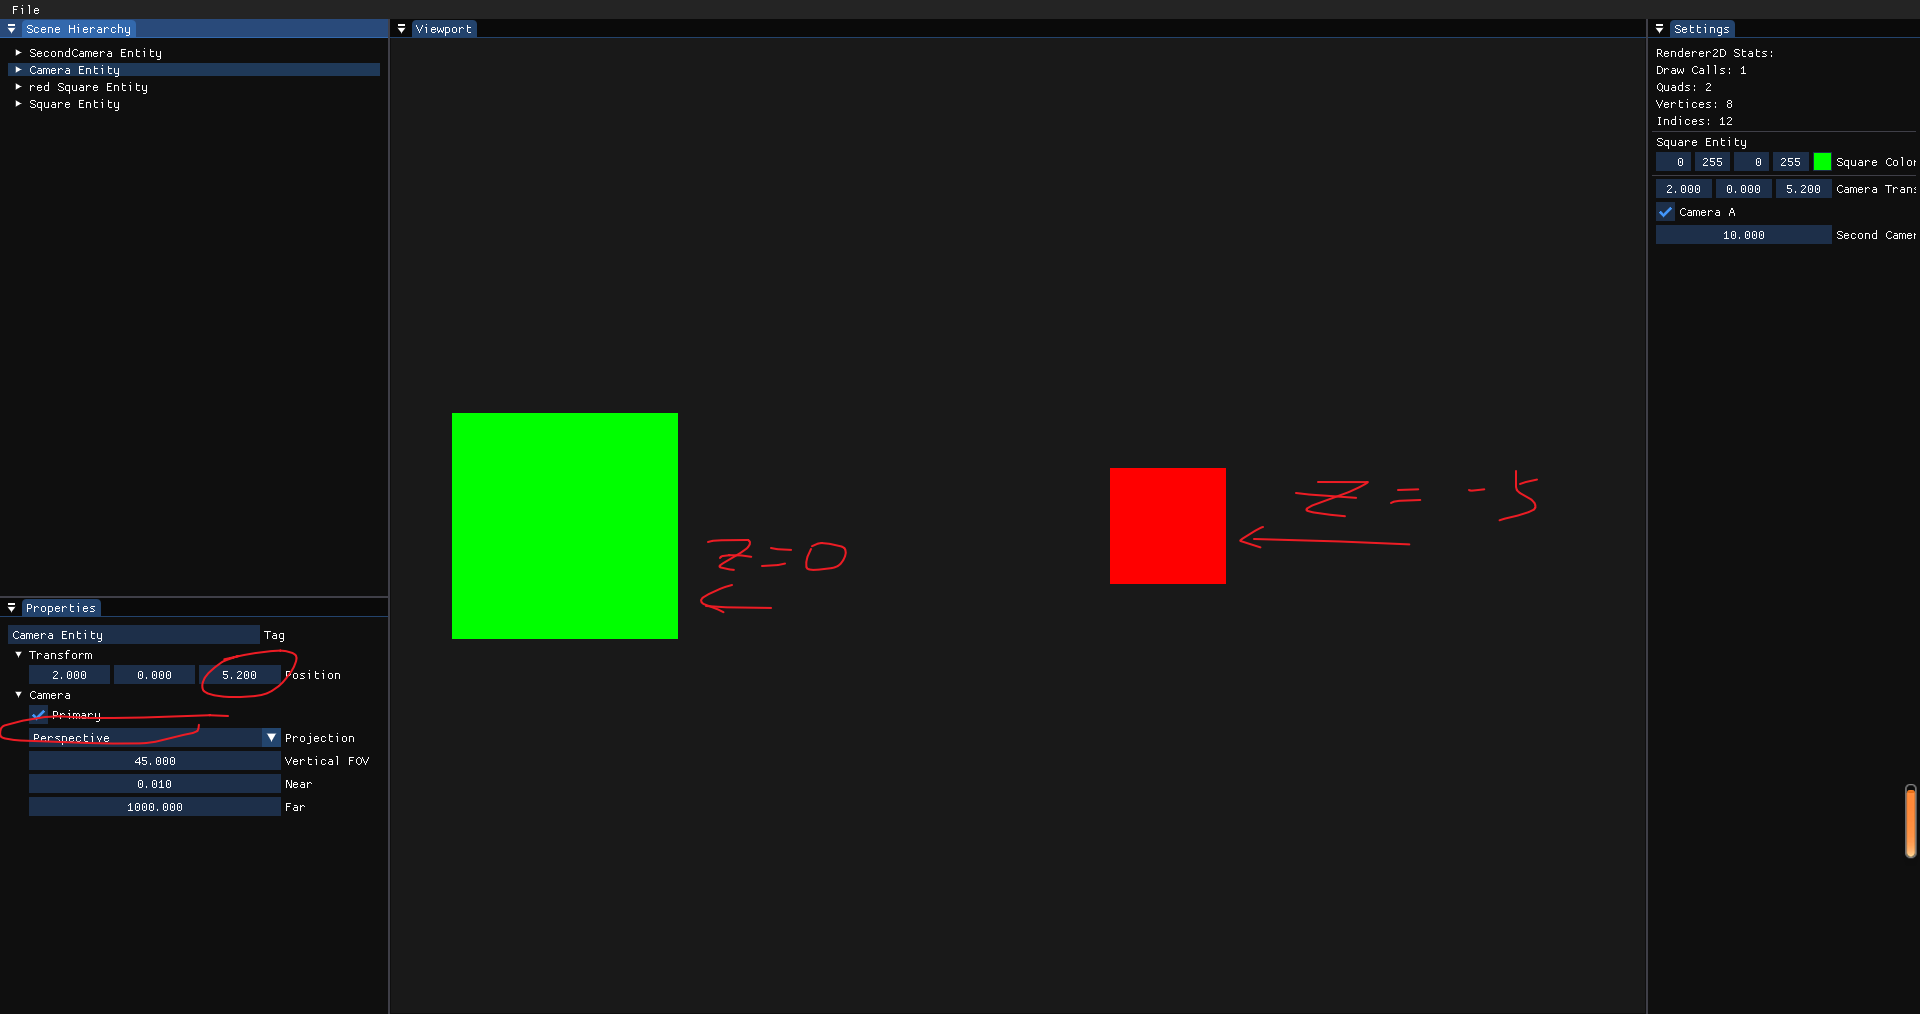 File
Scene Hierarchy
SecondCamera Entity
Camera Entity
red Square Entity
Square Entity
Properties
Camera Entity Tag
Transform
2.000 0.000 5.200 Position
Camera
Primary
Perspective Projection
45.000 Vertical FOV
0.010 Near
1000.000 Far
Viewport
z=0
z = -5
Settings
Renderer2D Stats:
Draw Calls: 1
Quads: 2
Vertices: 8
Indices: 12
Square Entity
0 255 0 255 Square Color
2.000 0.000 5.200 Camera Trans
Camera A
10.000 Second Camer